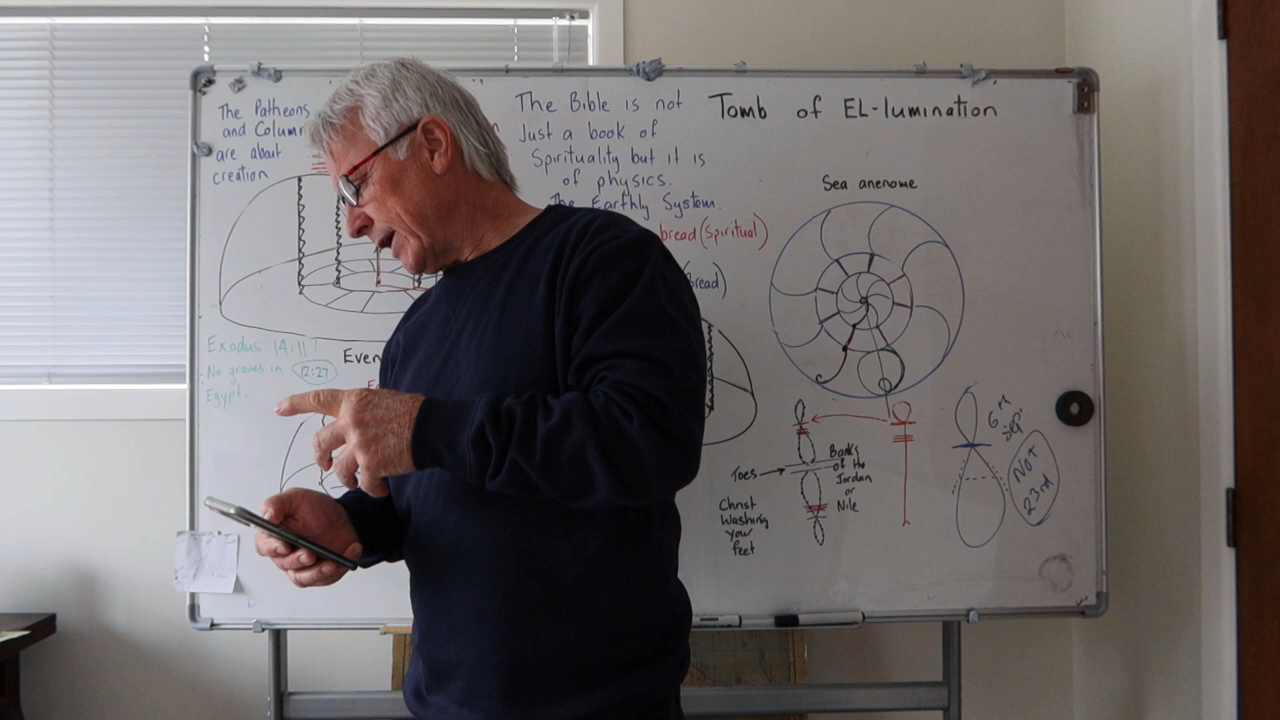 The Patheons
and Colum
are about
creation
The Bible is not
Just a book of
Spirituality but it is
of physics.
The Earthly System.
bread (Spiritual)
Bread)
Tomb of EL-lumination
Sea anenome
Exodus 14:11?
No graves in 12:27
Egypt.
Even
Toes
Banks
of the
Jordan
or
Nile
Christ
Washing
your
feet
6th
Sep.
NOT
23rd